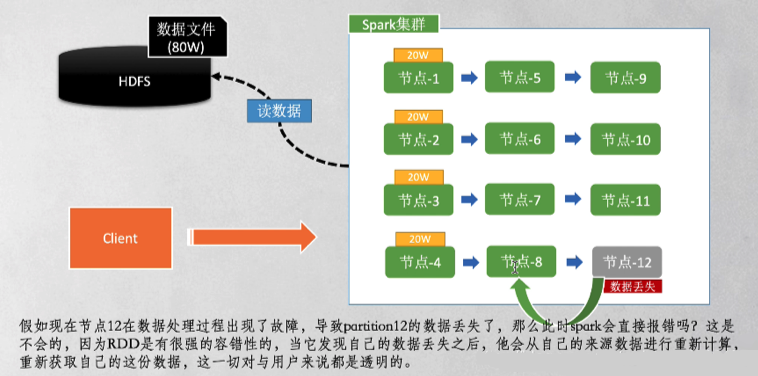 数据文件
(80W)
HDFS
读数据
Client
Spark集群
20W
节点-1
节点-5
节点-9
20W
节点-2
节点-6
节点-10
20W
节点-3
节点-7
节点-11
20W
节点-4
节点-8
节点-12
数据丢失
假如现在节点12在数据处理过程出现了故障，导致partition12的数据丢失了，那么此时spark会直接报错吗？这是
不会的，因为RDD是有很强的容错性的，当它发现自己的数据丢失之后，他会从自己的来源数据进行重新计算，
重新获取自己的这份数据，这一切对与用户来说都是透明的。